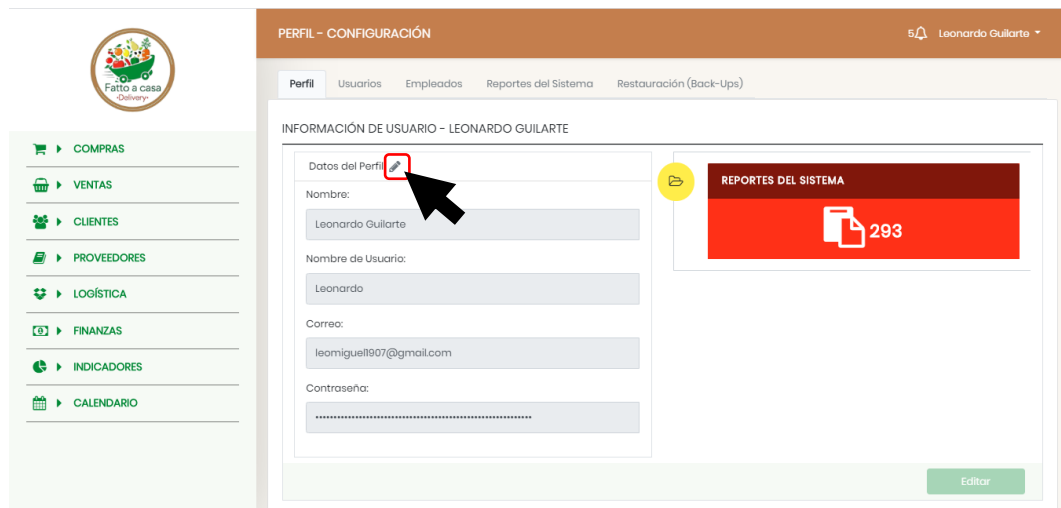 Fatto a casa
-Delivery-
COMPRAS
VENTAS
CLIENTES
PROVEEDORES
LOGÍSTICA
FINANZAS
INDICADORES
CALENDARIO
PERFIL - CONFIGURACIÓN
5 Leonardo Guilarte
Perfil Usuarios Empleados Reportes del Sistema Restauración (Back-Ups)
INFORMACIÓN DE USUARIO - LEONARDO GUILARTE
Datos del Perfil
Nombre:
Leonardo Guilarte
Nombre de Usuario:
Leonardo
Correo:
leomiguel1907@gmail.com
Contraseña:
REPORTES DEL SISTEMA
293
Editar